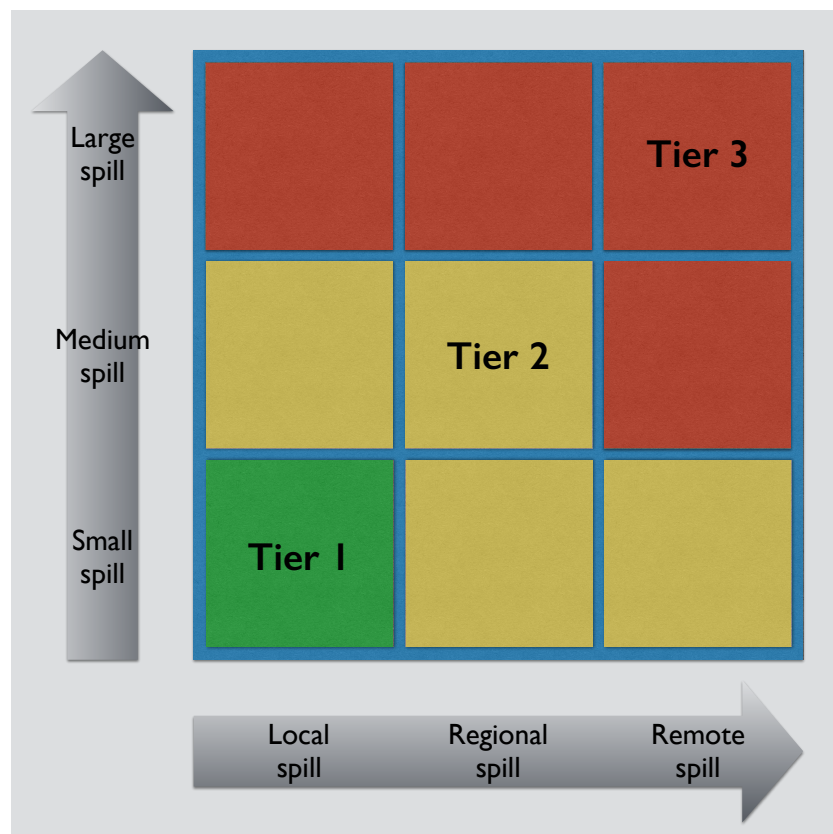 Large
spill
Tier 3
Medium
spill
Tier 2
Small
spill
Tier 1
Local
spill
Regional
spill
Remote
spill